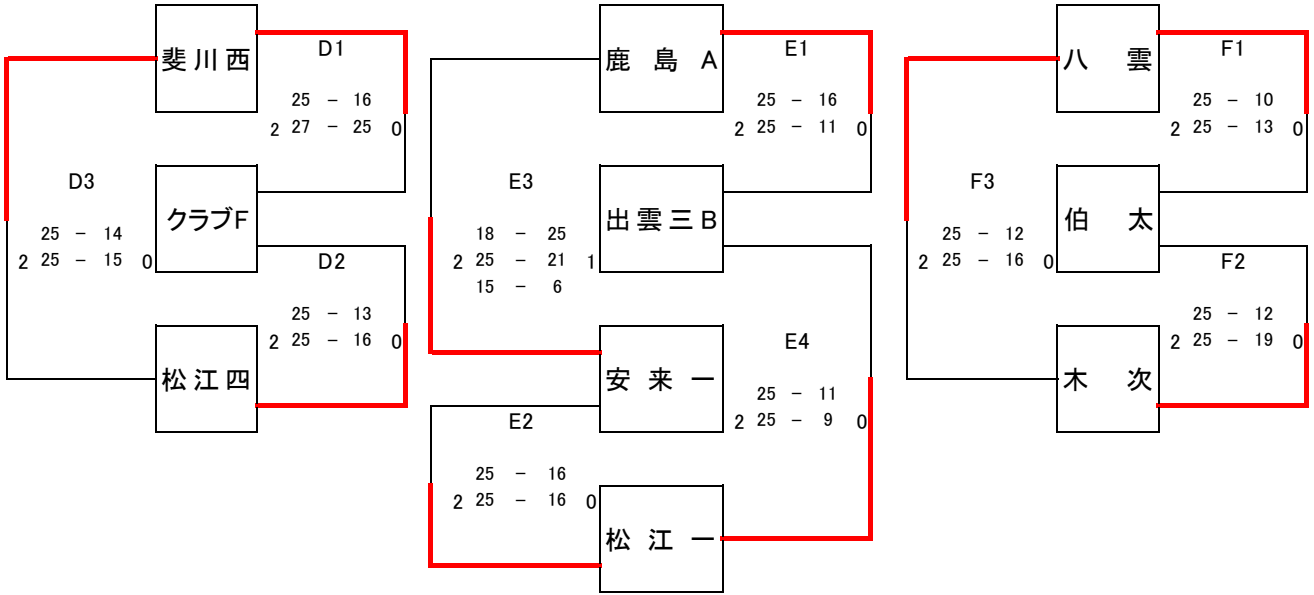 斐川西
D1
25 － 16
2 27 － 25 0
D3
クラブF
25 － 14
2 25 － 15 0
D2
25 － 13
2 25 － 16 0
松江四
鹿島A
E1
25 － 16
2 25 － 11 0
E3
出雲三B
18 － 25
2 25 － 21 1
15 － 6
E4
安来一
25 － 11
2 25 － 9 0
E2
25 － 16
2 25 － 16 0
松江一
八雲
F1
25 － 10
2 25 － 13 0
F3
伯太
25 － 12
2 25 － 16 0
F2
25 － 12
2 25 － 19 0
木次